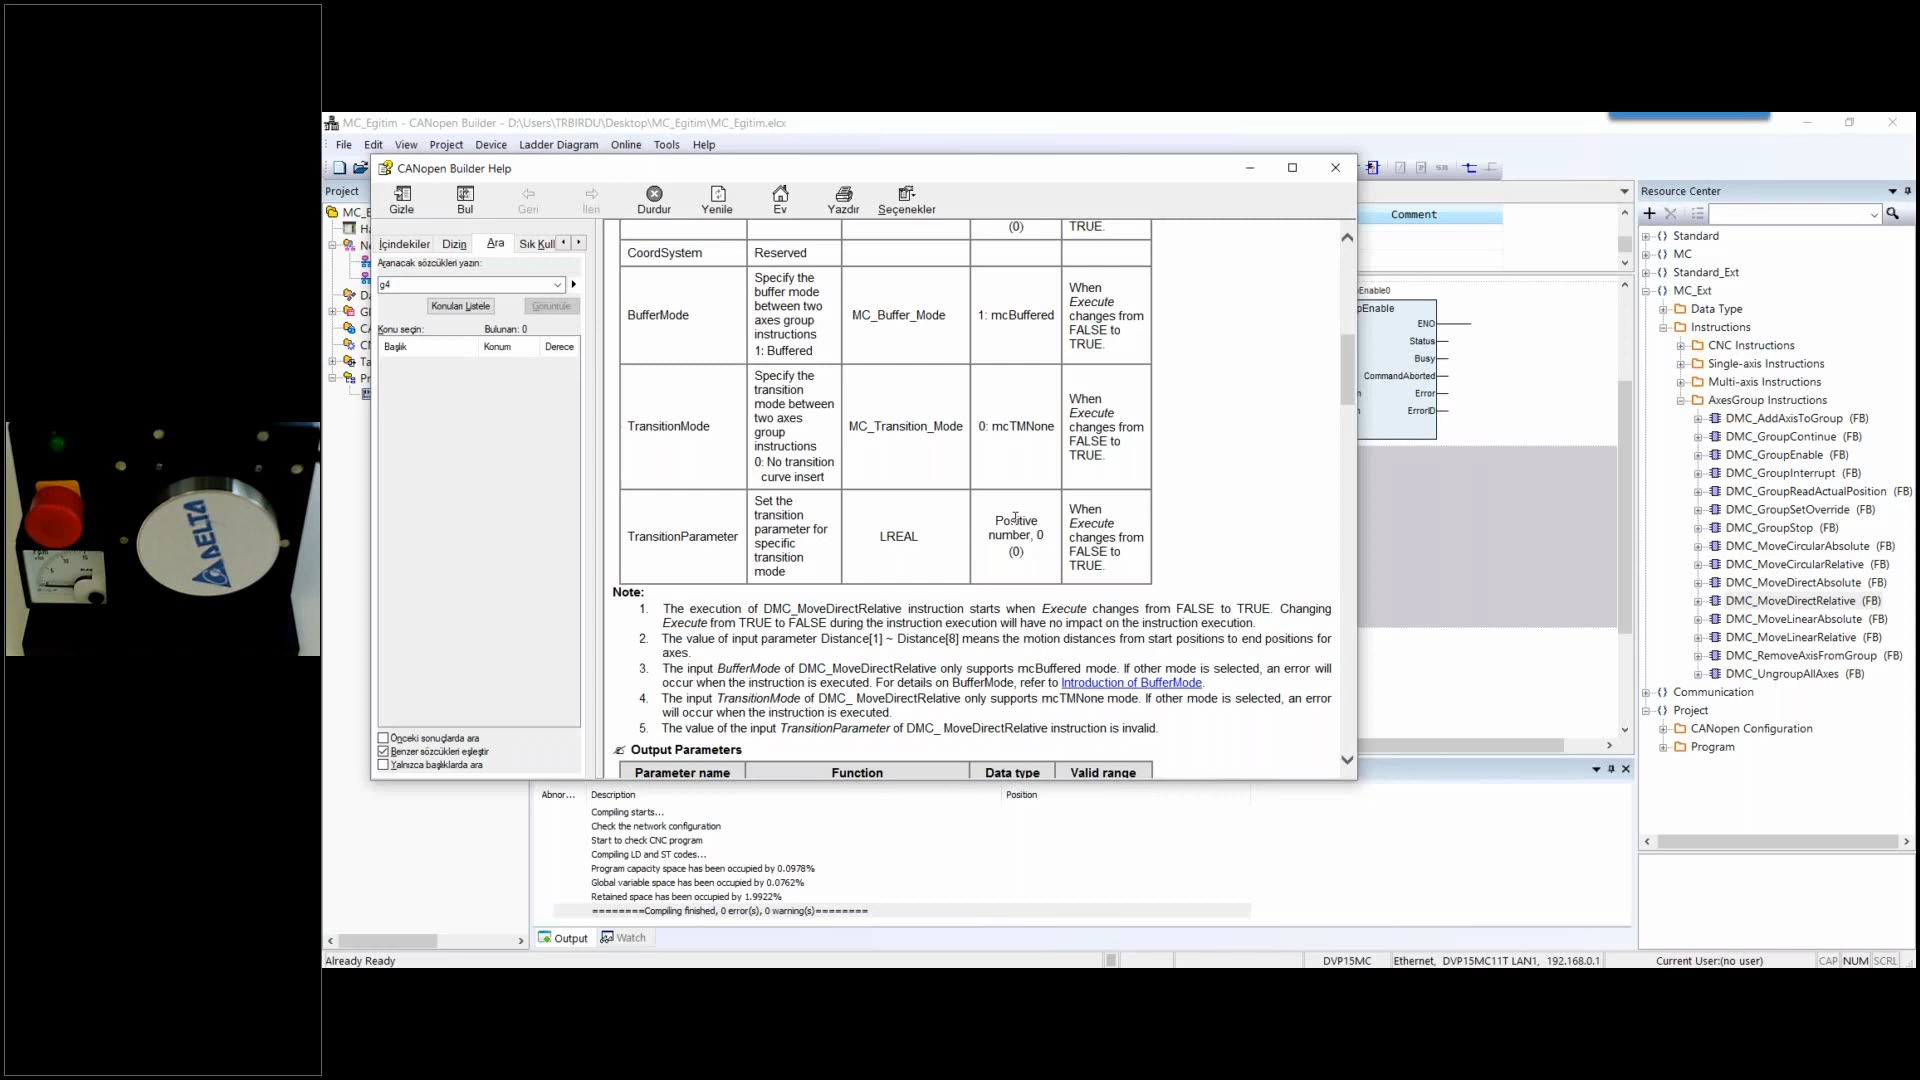 MC_Egitim - CANopen Builder - D:\Users\TRBIRDU\Desktop\MC_Egitim\MC_Egitim.elcx
File Edit View Project Device Ladder Diagram Online Tools Help
CANopen Builder Help
Gizle Bul Geri İleri Durdur Yenile Ev Yazdır Seçenekler
Project
MC_E
İçindekiler Dizin Ara Sık Kull
Aranacak sözcükleri yazın:
g4
Konuları Listele Görüntüle
Konu seçin: Bulunan: 0
Başlık Konum Derece
Önceki sonuçlarda ara
Benzer sözcükleri eşleştir
Yalnızca başlıklarda ara
(0) TRUE.
CoordSystem Reserved
BufferMode
Specify the
buffer mode
between two
axes group
instructions
1: Buffered
MC_Buffer_Mode
1: mcBuffered
When
Execute
changes from
FALSE to
TRUE.
TransitionMode
Specify the
transition
mode between
two axes
group
instructions
0: No transition
curve insert
MC_Transition_Mode
0: mcTMNone
When
Execute
changes from
FALSE to
TRUE.
TransitionParameter
Set the
transition
parameter for
specific
transition
mode
LREAL
Positive
number, 0
(0)
When
Execute
changes from
FALSE to
TRUE.
Note:
1. The execution of DMC_MoveDirectRelative instruction starts when Execute changes from FALSE to TRUE. Changing
Execute from TRUE to FALSE during the instruction execution will have no impact on the instruction execution.
2. The value of input parameter Distance[1] ~ Distance[8] means the motion distances from start positions to end positions for
axes.
3. The input BufferMode of DMC_MoveDirectRelative only supports mcBuffered mode. If other mode is selected, an error will
occur when the instruction is executed. For details on BufferMode, refer to Introduction of BufferMode.
4. The input TransitionMode of DMC_ MoveDirectRelative only supports mcTMNone mode. If other mode is selected, an error
will occur when the instruction is executed.
5. The value of the input TransitionParameter of DMC_ MoveDirectRelative instruction is invalid.
Output Parameters
Parameter name Function Data type Valid range
Comment
Enable0
pEnable
ENO
Status
Busy
CommandAborted
Error
ErrorID
Resource Center
Standard
MC
Standard_Ext
MC_Ext
Data Type
Instructions
CNC Instructions
Single-axis Instructions
Multi-axis Instructions
AxesGroup Instructions
DMC_AddAxisToGroup (FB)
DMC_GroupContinue (FB)
DMC_GroupEnable (FB)
DMC_GroupInterrupt (FB)
DMC_GroupReadActualPosition (FB)
DMC_GroupSetOverride (FB)
DMC_GroupStop (FB)
DMC_MoveCircularAbsolute (FB)
DMC_MoveCircularRelative (FB)
DMC_MoveDirectAbsolute (FB)
DMC_MoveDirectRelative (FB)
DMC_MoveLinearAbsolute (FB)
DMC_MoveLinearRelative (FB)
DMC_RemoveAxisFromGroup (FB)
DMC_UngroupAllAxes (FB)
Communication
Project
CANopen Configuration
Program
Abnor... Description Position
Compiling starts...
Check the network configuration
Start to check CNC program
Compiling LD and ST codes...
Program capacity space has been occupied by 0.0978%
Global variable space has been occupied by 0.0762%
Retained space has been occupied by 1.9922%
========Compiling finished, 0 error(s), 0 warning(s)========
Output Watch
Already Ready DVP15MC Ethernet, DVP15MC11T LAN1, 192.168.0.1 Current User:(no user) CAP NUM SCRL
DELTA